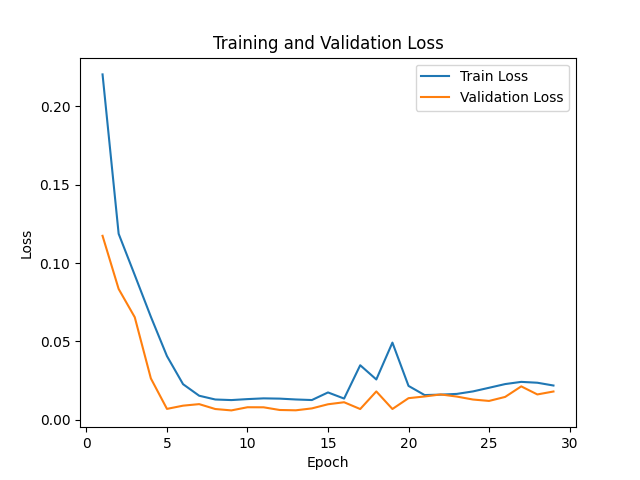 Training and Validation Loss
Train Loss
Validation Loss
0.20
0.15
0.10
0.05
0.00
Loss
0 5 10 15 20 25 30
Epoch